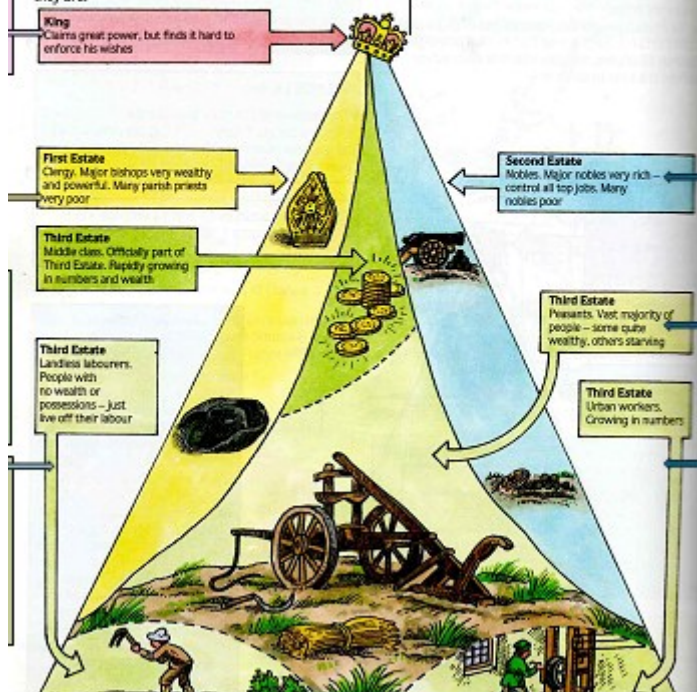 they are.
King
Claims great power, but finds it hard to
enforce his wishes
First Estate
Clergy. Major bishops very wealthy
and powerful. Many parish priests
very poor
Second Estate
Nobles. Major nobles very rich –
control all top jobs. Many
nobles poor
Third Estate
Middle class. Officially part of
Third Estate. Rapidly growing
in numbers and wealth
Third Estate
Peasants. Vast majority of
people – some quite
wealthy, others starving
Third Estate
Landless labourers.
People with
no wealth or
possessions – just
live off their labour
Third Estate
Urban workers.
Growing in numbers